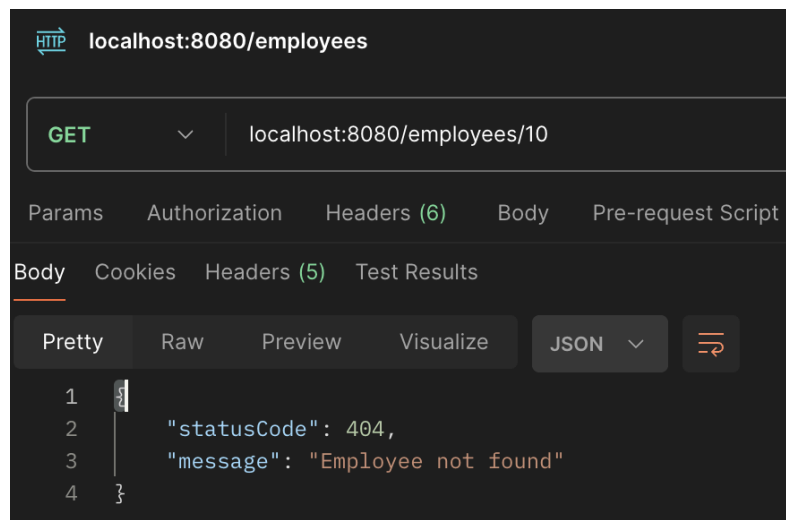 HTTP localhost:8080/employees
GET localhost:8080/employees/10
Params Authorization Headers (6) Body Pre-request Script
Body Cookies Headers (5) Test Results
Pretty Raw Preview Visualize JSON
1 {
2 "statusCode": 404,
3 "message": "Employee not found"
4 }